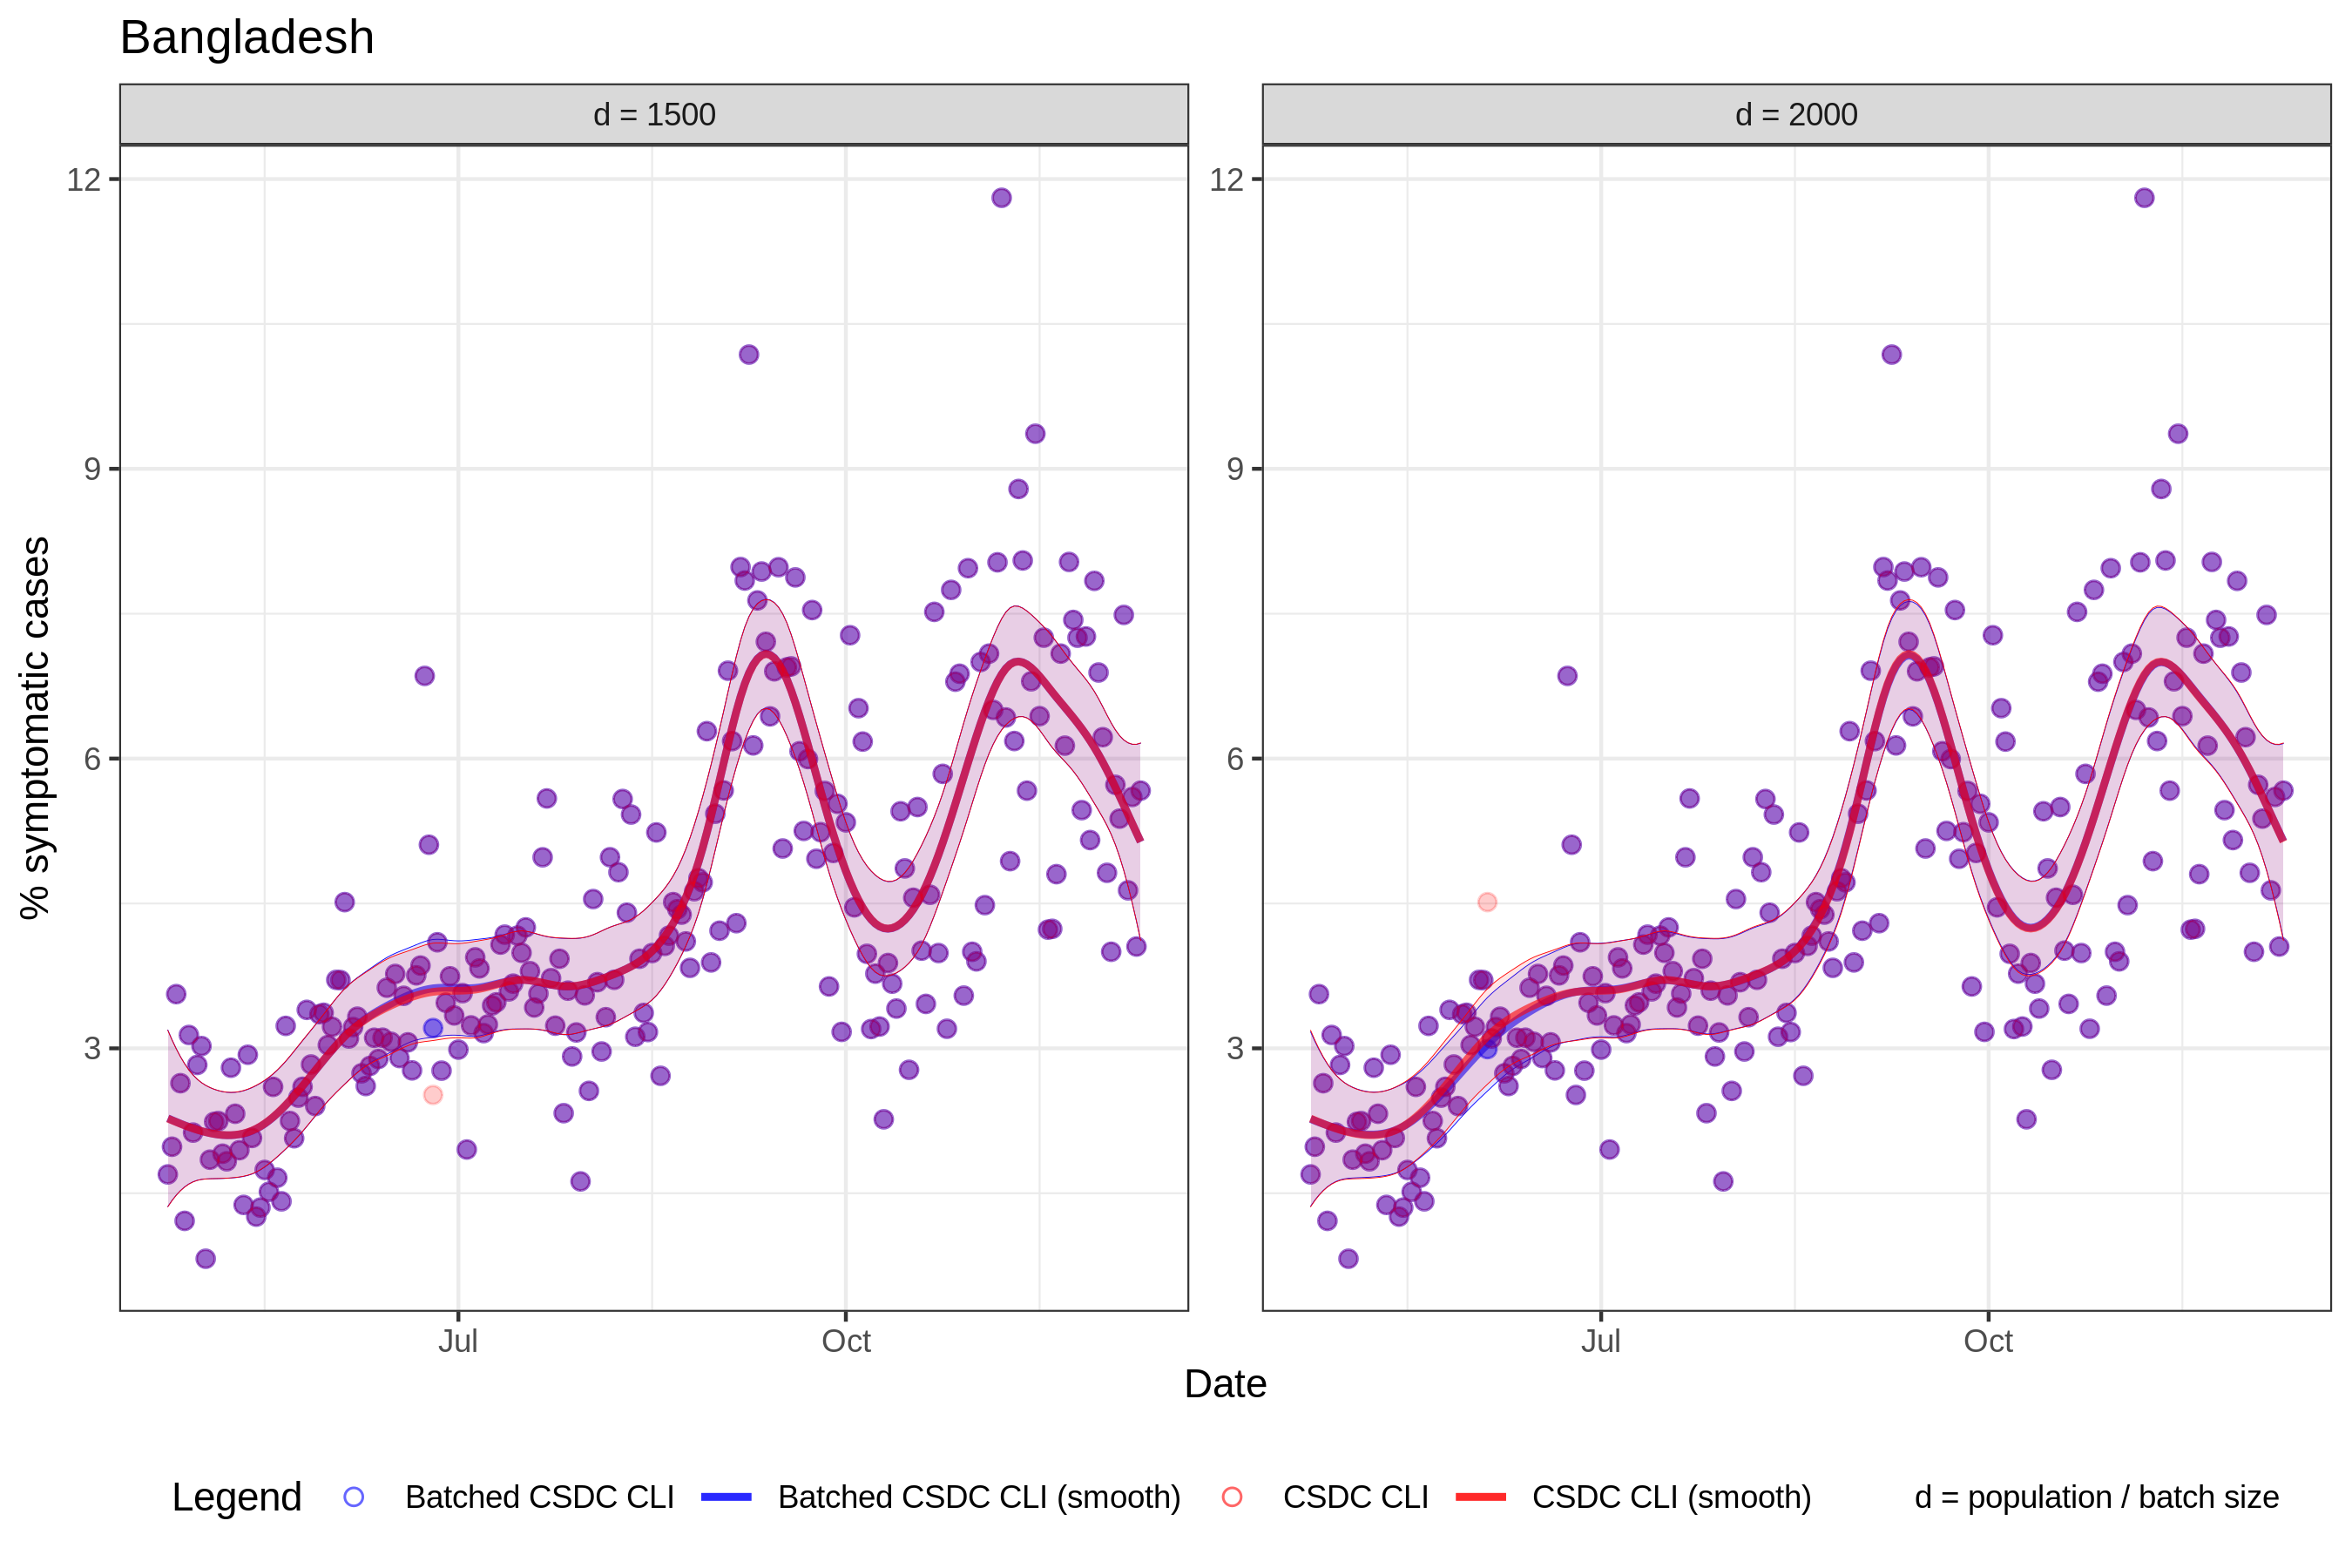 Bangladesh
d = 1500
d = 2000
% symptomatic cases
12
9
6
3
12
9
6
3
Jul
Oct
Jul
Oct
Date
Legend
Batched CSDC CLI
Batched CSDC CLI (smooth)
CSDC CLI
CSDC CLI (smooth)
d = population / batch size